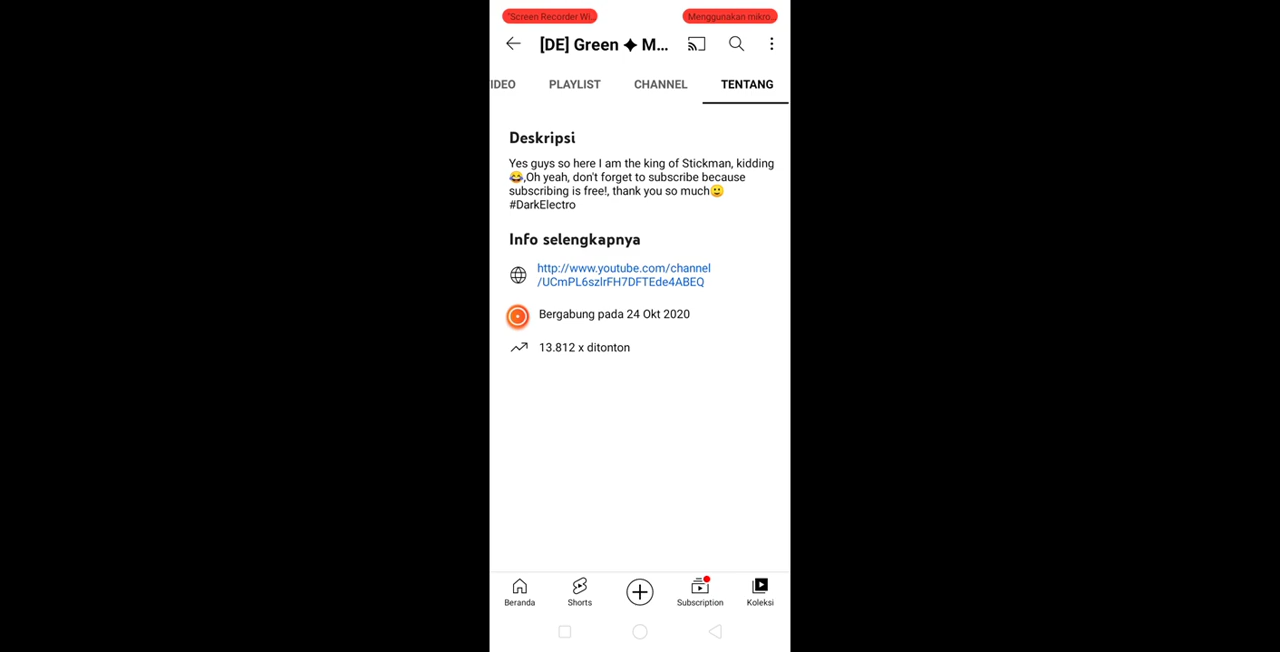 "Screen Recorder WI..
Menggunakan mikro..
[DE] Green ✦ M...
IDEO
PLAYLIST
CHANNEL
TENTANG
Deskripsi
Yes guys so here I am the king of Stickman, kidding
😂,Oh yeah, don't forget to subscribe because
subscribing is free!, thank you so much🙂
#DarkElectro
Info selengkapnya
http://www.youtube.com/channel
/UCmPL6szlrFH7DFTEde4ABEQ
Bergabung pada 24 Okt 2020
13.812 x ditonton
Beranda
Shorts
Subscription
Koleksi